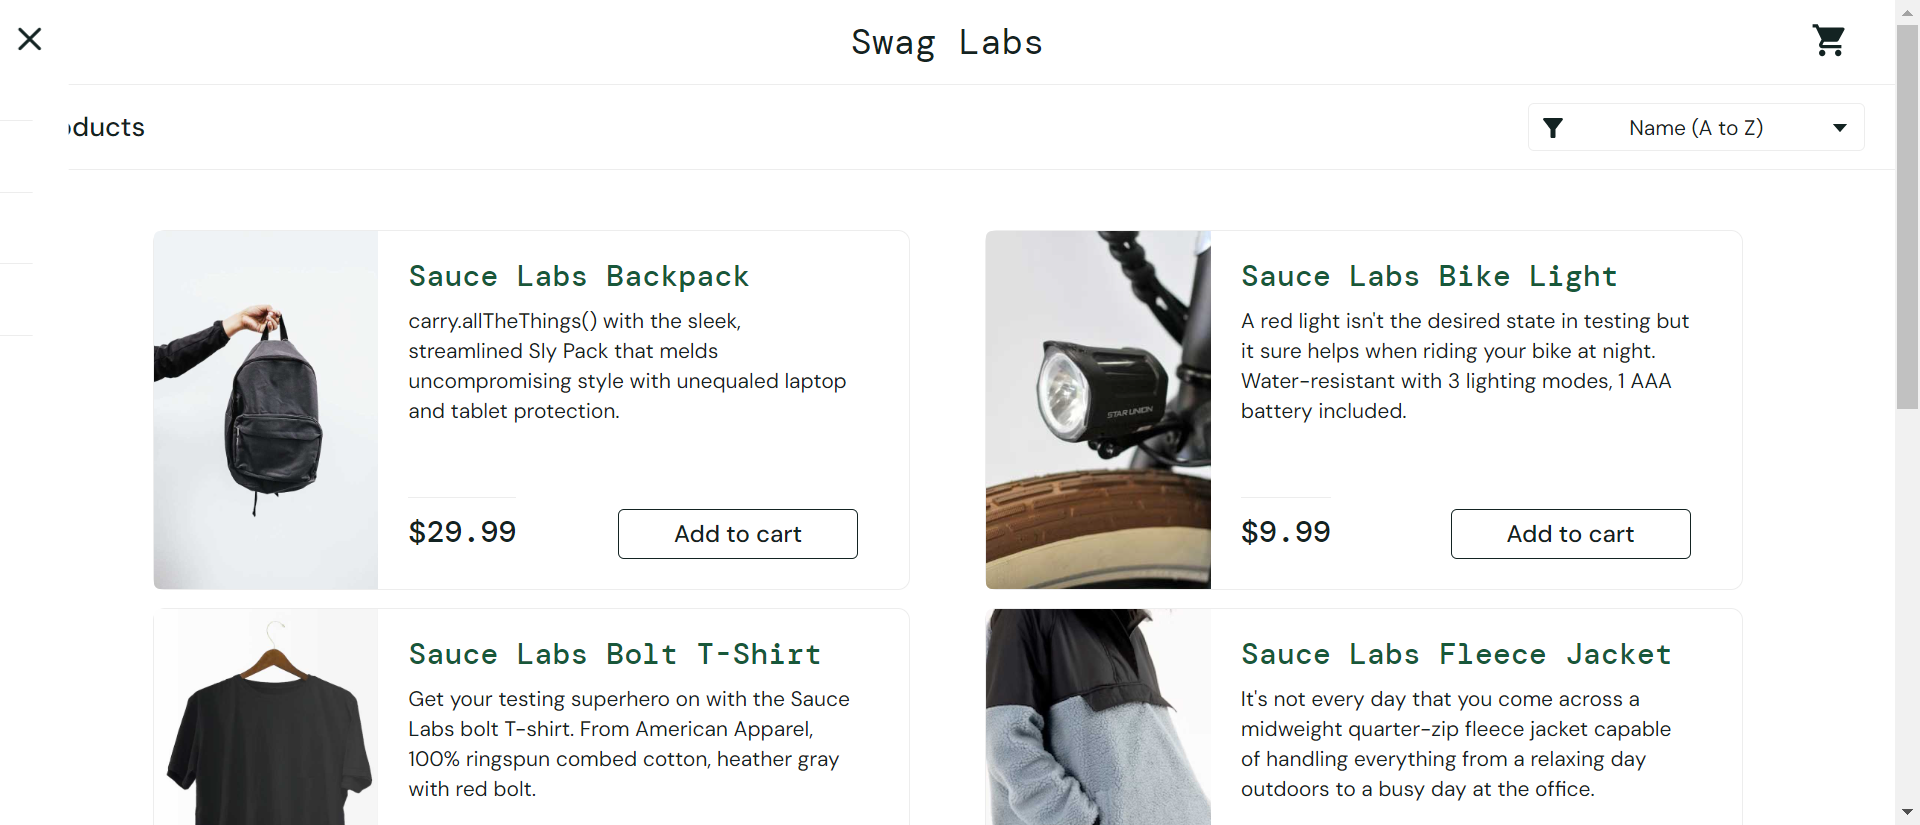 Swag Labs
oducts
Name (A to Z)
Sauce Labs Backpack
carry.allTheThings() with the sleek,
streamlined Sly Pack that melds
uncompromising style with unequaled laptop
and tablet protection.
$29.99
Add to cart
Sauce Labs Bike Light
A red light isn't the desired state in testing but
it sure helps when riding your bike at night.
Water-resistant with 3 lighting modes, 1 AAA
battery included.
STAR UNION
$9.99
Add to cart
Sauce Labs Bolt T-Shirt
Get your testing superhero on with the Sauce
Labs bolt T-shirt. From American Apparel,
100% ringspun combed cotton, heather gray
with red bolt.
Sauce Labs Fleece Jacket
It's not every day that you come across a
midweight quarter-zip fleece jacket capable
of handling everything from a relaxing day
outdoors to a busy day at the office.